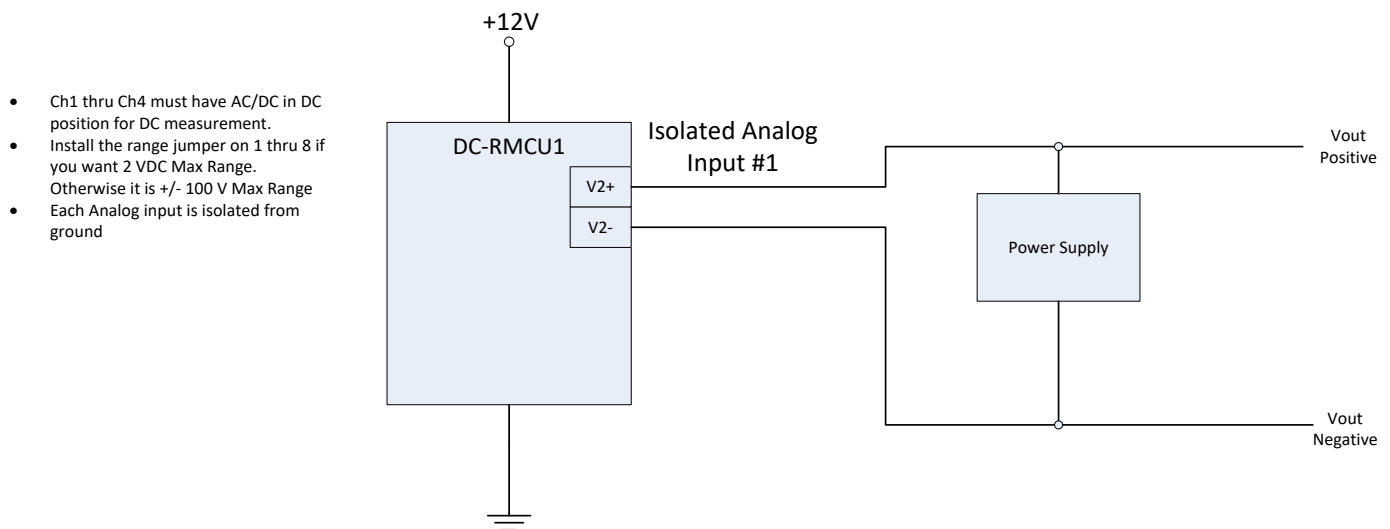 +12V
• Ch1 thru Ch4 must have AC/DC in DC
position for DC measurement.
• Install the range jumper on 1 thru 8 if
you want 2 VDC Max Range.
Otherwise it is +/- 100 V Max Range
• Each Analog input is isolated from
ground
DC-RMCU1
Isolated Analog
Input #1
V2+
V2-
Power Supply
Vout
Positive
Vout
Negative